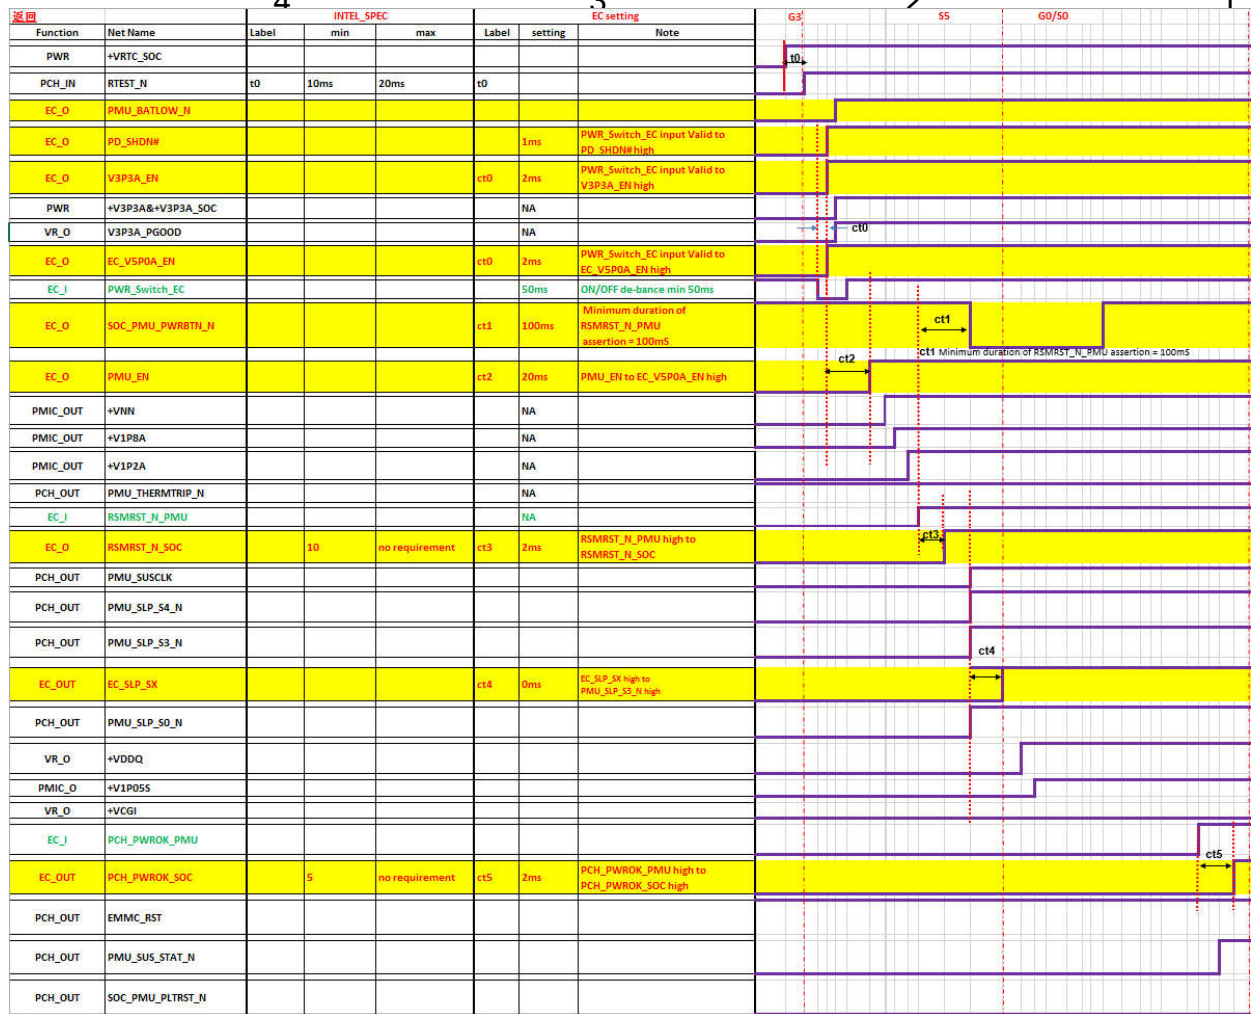 4 3 2 1
返回 INTEL_SPEC EC setting G3 S5 G0/S0
Function Net Name Label min max Label setting Note
PWR +VRTC_SOC
t0
PCH_IN RTEST_N t0 10ms 20ms t0
EC_O PMU_BATLOW_N
EC_O PD_SHDN# 1ms PWR_Switch_EC input Valid to
PD_SHDN# high
EC_O V3P3A_EN ct0 2ms PWR_Switch_EC input Valid to
V3P3A_EN high
PWR +V3P3A&+V3P3A_SOC NA
VR_O V3P3A_PGOOD NA ct0
EC_O EC_V5P0A_EN ct0 2ms PWR_Switch_EC input Valid to
EC_V5P0A_EN high
EC_I PWR_Switch_EC 50ms ON/OFF de-bance min 50ms
EC_O SOC_PMU_PWRBTN_N ct1 100ms Minimum duration of
RSMRST_N_PMU
assertion = 100mS
ct1
ct1 Minimum duration of RSMRST_N_PMU assertion = 100mS
ct2
EC_O PMU_EN ct2 20ms PMU_EN to EC_V5P0A_EN high
PMIC_OUT +VNN NA
PMIC_OUT +V1P8A NA
PMIC_OUT +V1P2A NA
PCH_OUT PMU_THERMTRIP_N NA
EC_I RSMRST_N_PMU NA
EC_O RSMRST_N_SOC 10 no requirement ct3 2ms RSMRST_N_PMU high to
RSMRST_N_SOC
ct3
PCH_OUT PMU_SUSCLK
PCH_OUT PMU_SLP_S4_N
PCH_OUT PMU_SLP_S3_N
ct4
EC_OUT EC_SLP_SX ct4 0ms EC_SLP_SX high to
PMU_SLP_S3_N high
PCH_OUT PMU_SLP_S0_N
VR_O +VDDQ
PMIC_O +V1P05S
VR_O +VCGI
EC_I PCH_PWROK_PMU
ct5
EC_OUT PCH_PWROK_SOC 5 no requirement ct5 2ms PCH_PWROK_PMU high to
PCH_PWROK_SOC high
PCH_OUT EMMC_RST
PCH_OUT PMU_SUS_STAT_N
PCH_OUT SOC_PMU_PLTRST_N